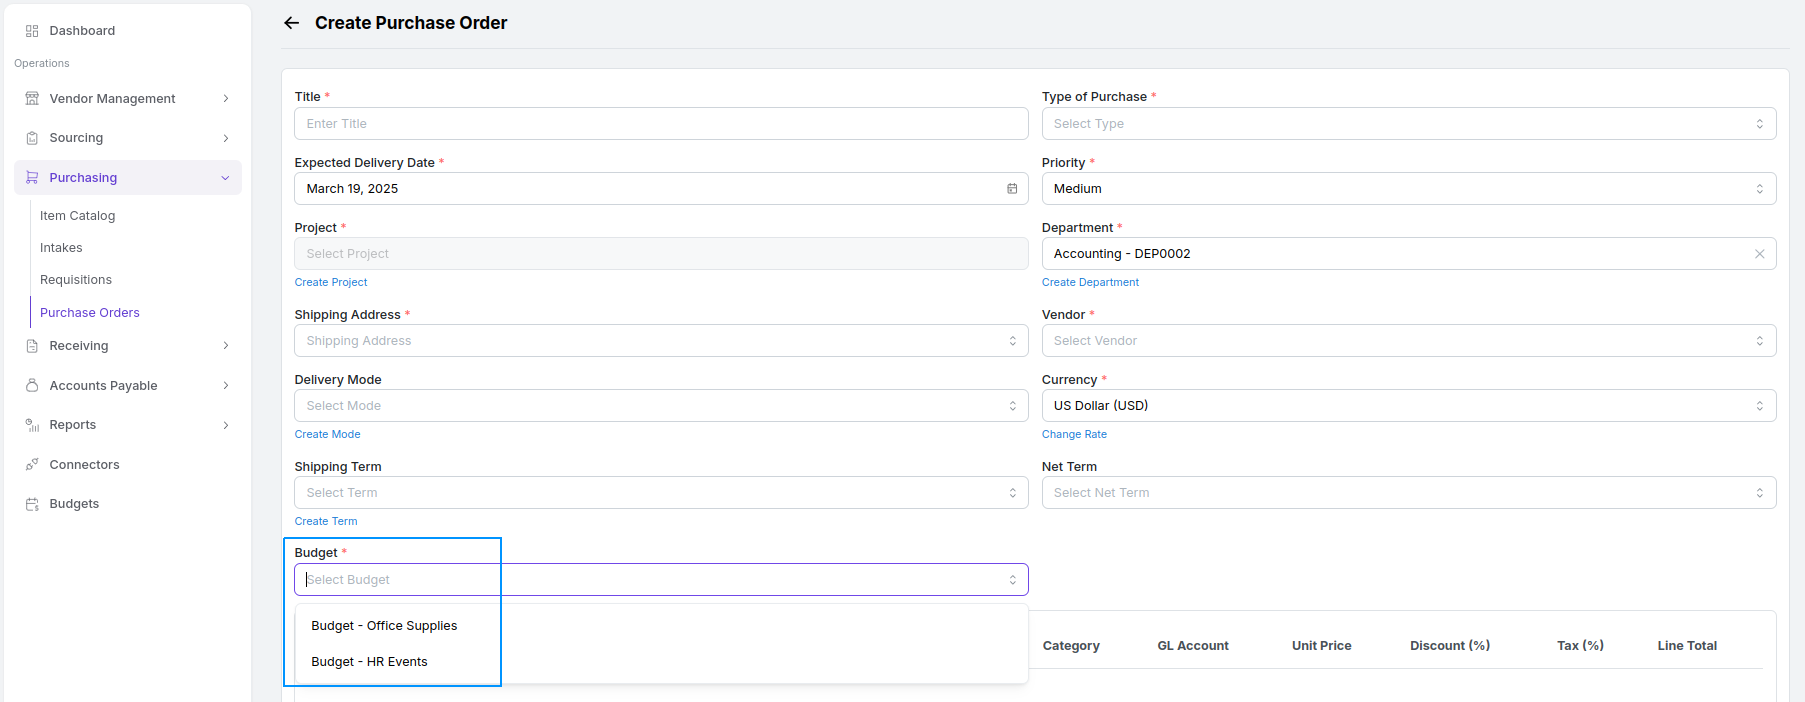 Dashboard
Operations
Vendor Management
Sourcing
Purchasing
Item Catalog
Intakes
Requisitions
Purchase Orders
Receiving
Accounts Payable
Reports
Connectors
Budgets
Create Purchase Order
Title *
Enter Title
Type of Purchase *
Select Type
Expected Delivery Date *
March 19, 2025
Priority *
Medium
Project *
Select Project
Create Project
Department *
Accounting - DEP0002
Create Department
Shipping Address *
Shipping Address
Vendor *
Select Vendor
Delivery Mode
Select Mode
Create Mode
Currency *
US Dollar (USD)
Change Rate
Shipping Term
Select Term
Create Term
Net Term
Select Net Term
Budget *
Select Budget
Budget - Office Supplies
Budget - HR Events
Category GL Account Unit Price Discount (%) Tax (%) Line Total